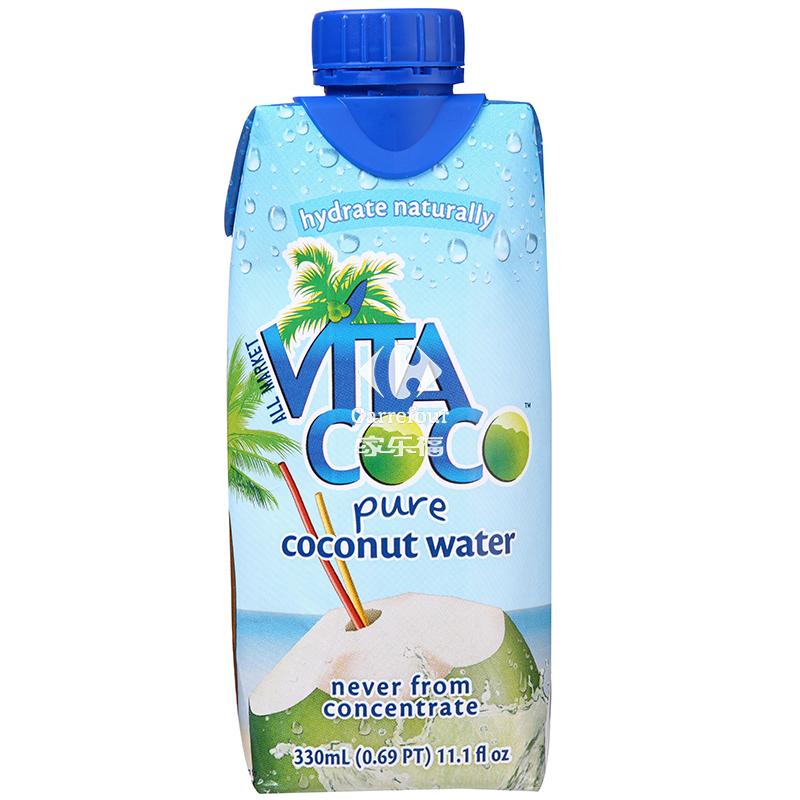 hydrate naturally
ALL MARKET
VITA
COCO
™
Carrefour
家乐福
pure
coconut water
never from
concentrate
330mL (0.69 PT) 11.1 fl oz